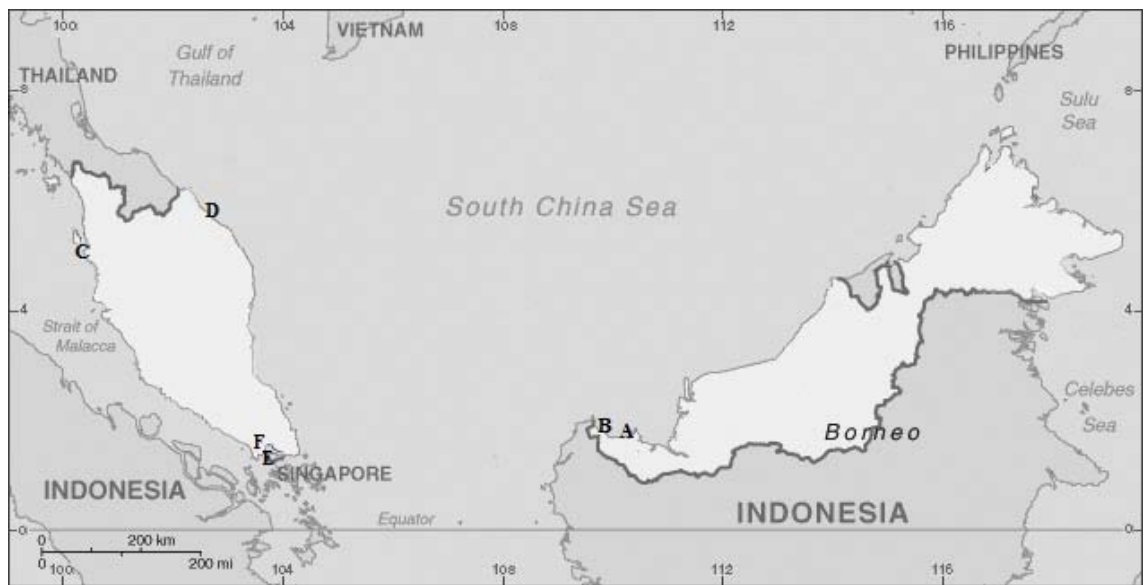 100 104 108 112 116
VIETNAM
Gulf of
Thailand
PHILIPPINES
THAILAND
8 8
Sulu
Sea
D
South China Sea
C
4 4
Strait of
Malacca
Celebes
Sea
B A
Borneo
F
E
SINGAPORE
INDONESIA
INDONESIA
Equator
0 0
0 200 km
0 200 mi
100 104 108 112 116